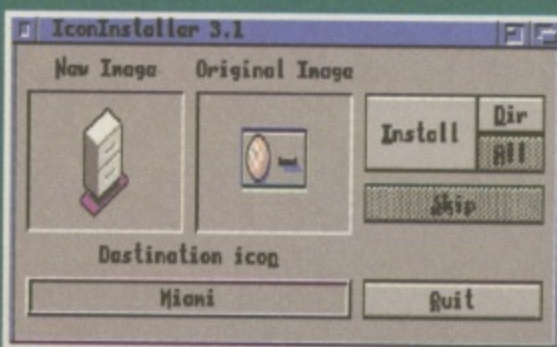 IconInstaller 3.1
New Image Original Image
Install
Dir
All
Skip
Destination icon
Miami
Quit